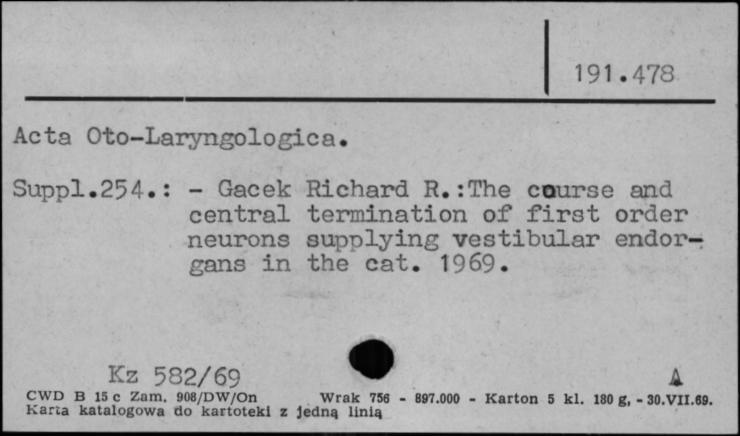 191.478
Acta Oto-Laryngologica.
Suppl.254.: - Gacek Richard R.:The course and
central termination of first order
neurons supplying vestibular endor-
gans in the cat. 1969.
Kz 582/69
A
CWD B 15 c Zam. 908/DW/On Wrak 756 - 897.000 - Karton 5 kl. 180 g, - 30.VII.69.
Karta katalogowa do kartoteki z jedną linią